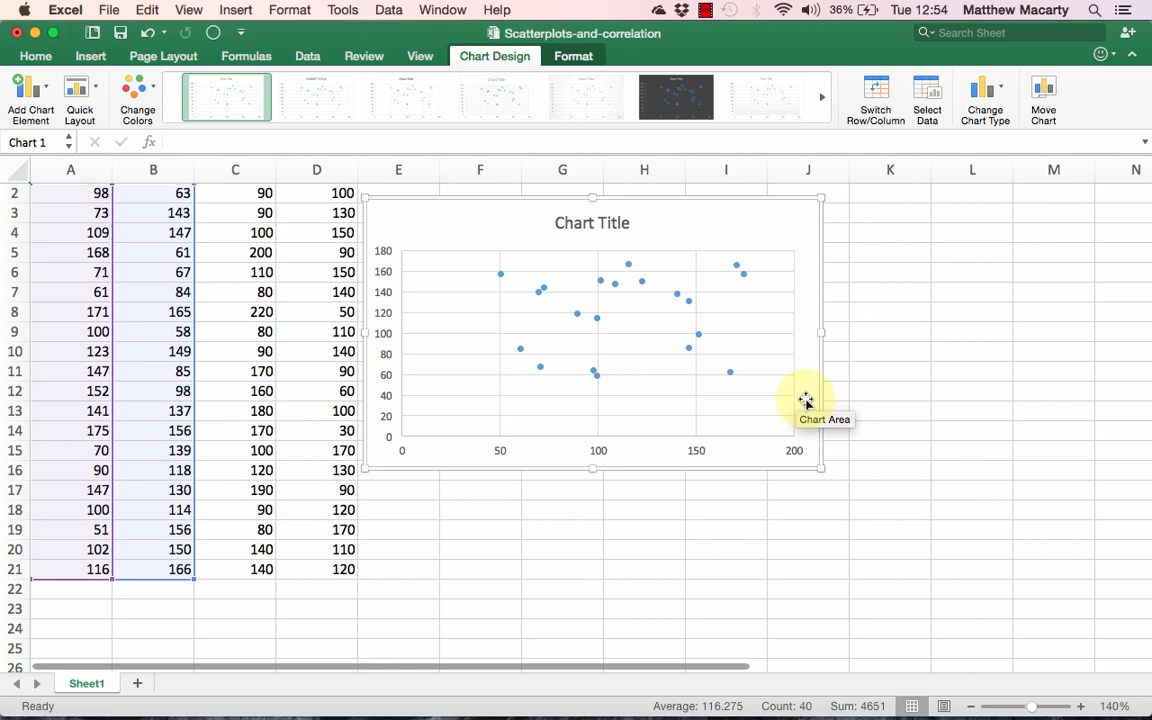 Excel File Edit View Insert Format Tools Data Window Help 36% Tue 12:54 Matthew Macarty
Scatterplots-and-correlation Search Sheet
Home Insert Page Layout Formulas Data Review View Chart Design Format
Add Chart Element Quick Layout Change Colors Switch Row/Column Select Data Change Chart Type Move Chart
Chart 1 fx
A B C D E F G H I J K L M N
2 98 63 90 100
3 73 143 90 130
4 109 147 100 150
5 168 61 200 90
6 71 67 110 150
7 61 84 80 140
8 171 165 220 50
9 100 58 80 110
10 123 149 90 140
11 147 85 170 90
12 152 98 160 60
13 141 137 180 100
14 175 156 170 30
15 70 139 100 170
16 90 118 120 130
17 147 130 190 90
18 100 114 90 120
19 51 156 80 170
20 102 150 140 110
21 116 166 140 120
22
23
24
25
26
Chart Title
180
160
140
120
100
80
60
40
20
0
0 50 100 150 200
Chart Area
Sheet1 +
Ready Average: 116.275 Count: 40 Sum: 4651 140%